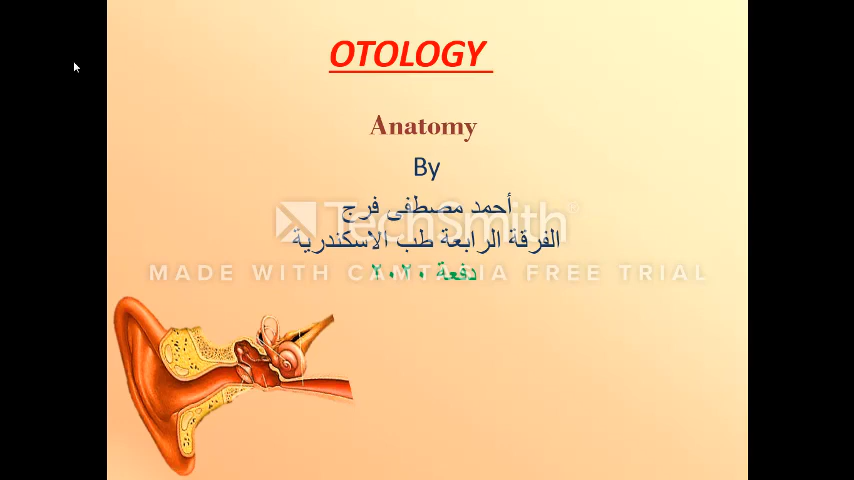 OTOLOGY
Anatomy
By
أحمد مصطفى فرج
TechSmith®
الفرقة الرابعة طب الاسكندرية
MADE WITH CAMTASIA FREE TRIAL
دفعة ٢٠٢٠